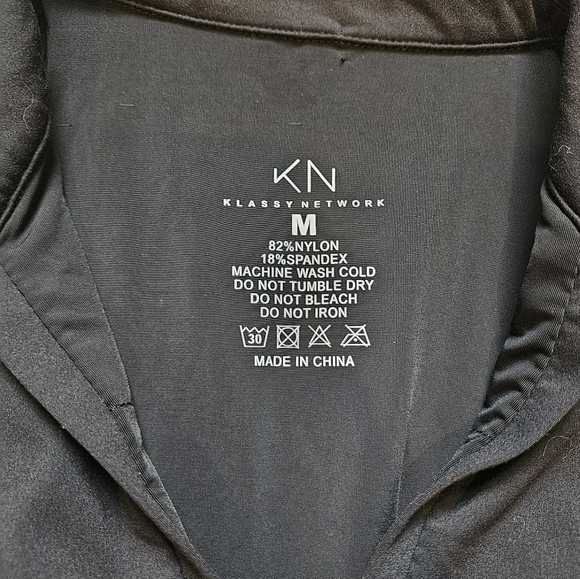 KN
KLASSY NETWORK
M
82%NYLON
18%SPANDEX
MACHINE WASH COLD
DO NOT TUMBLE DRY
DO NOT BLEACH
DO NOT IRON
30
MADE IN CHINA